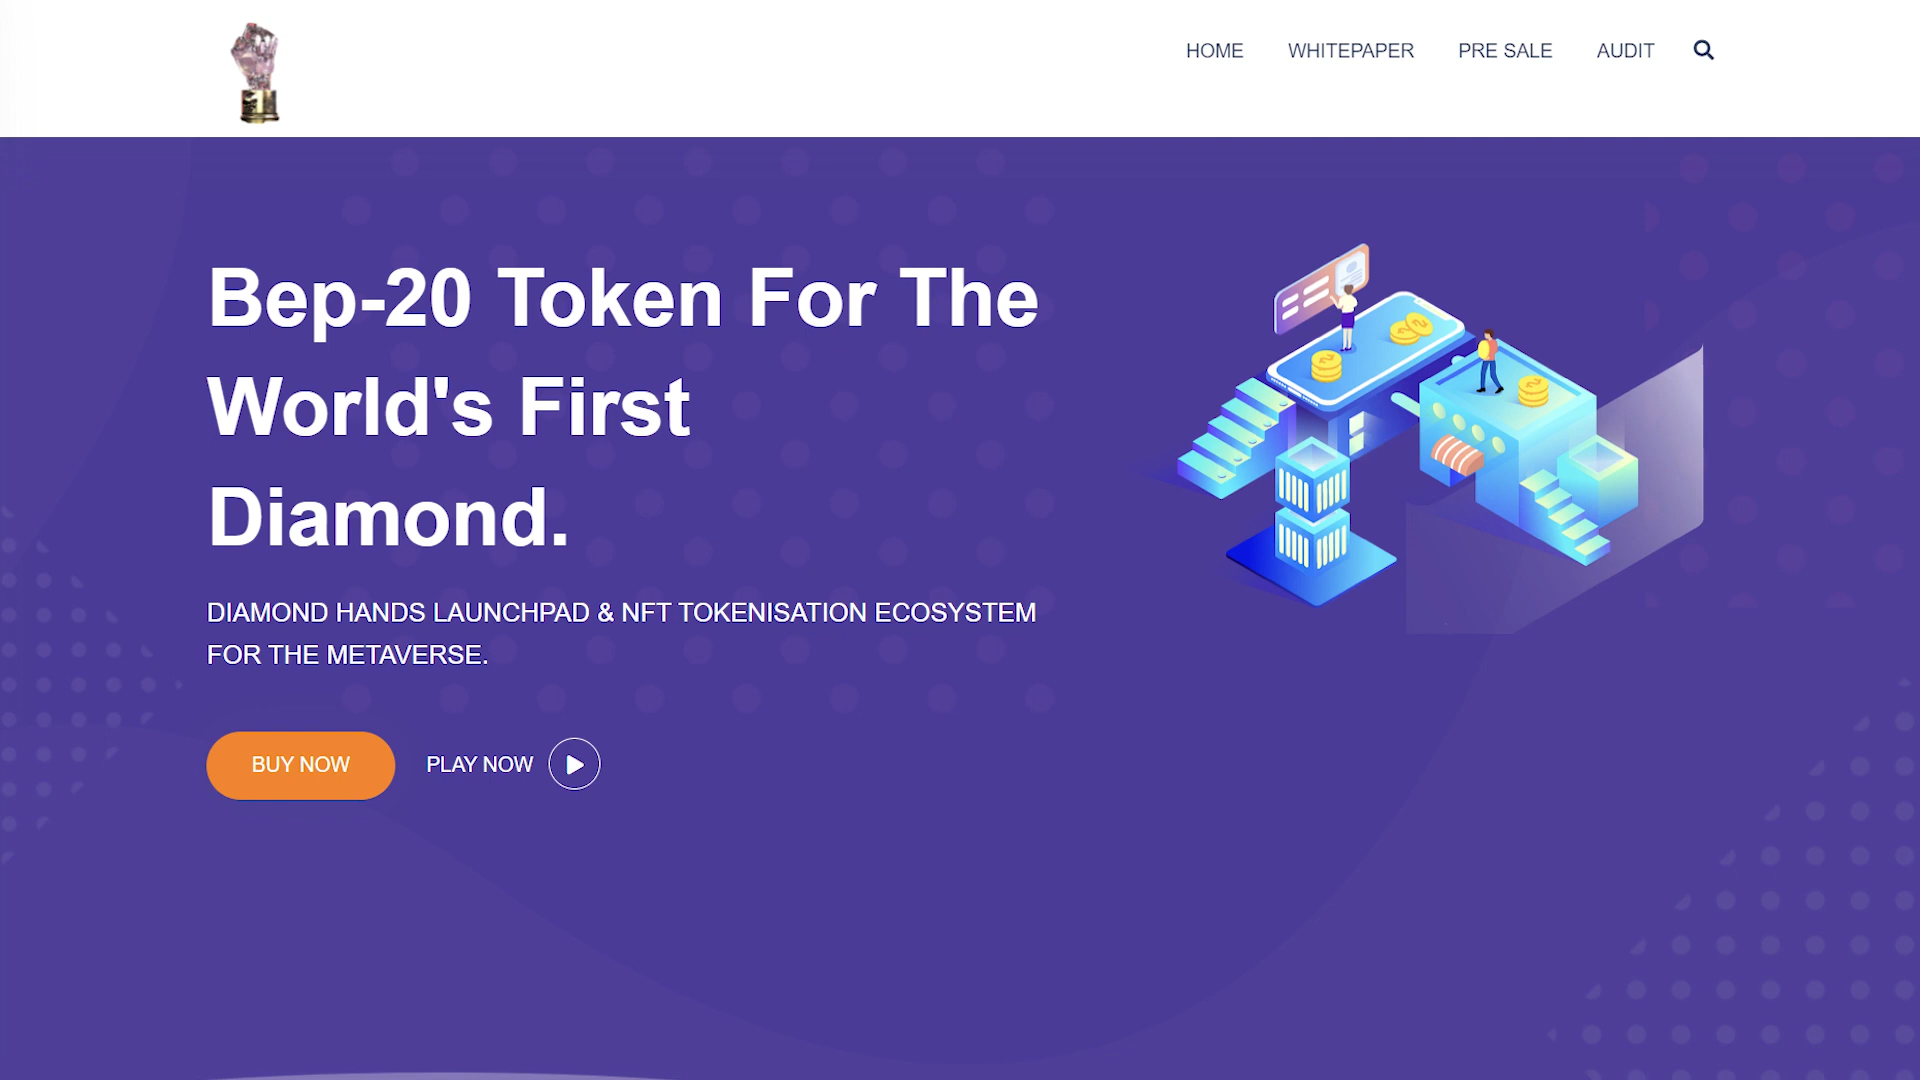 HOME WHITEPAPER PRE SALE AUDIT
Bep-20 Token For The
World's First
Diamond.
DIAMOND HANDS LAUNCHPAD & NFT TOKENISATION ECOSYSTEM
FOR THE METAVERSE.
BUY NOW PLAY NOW